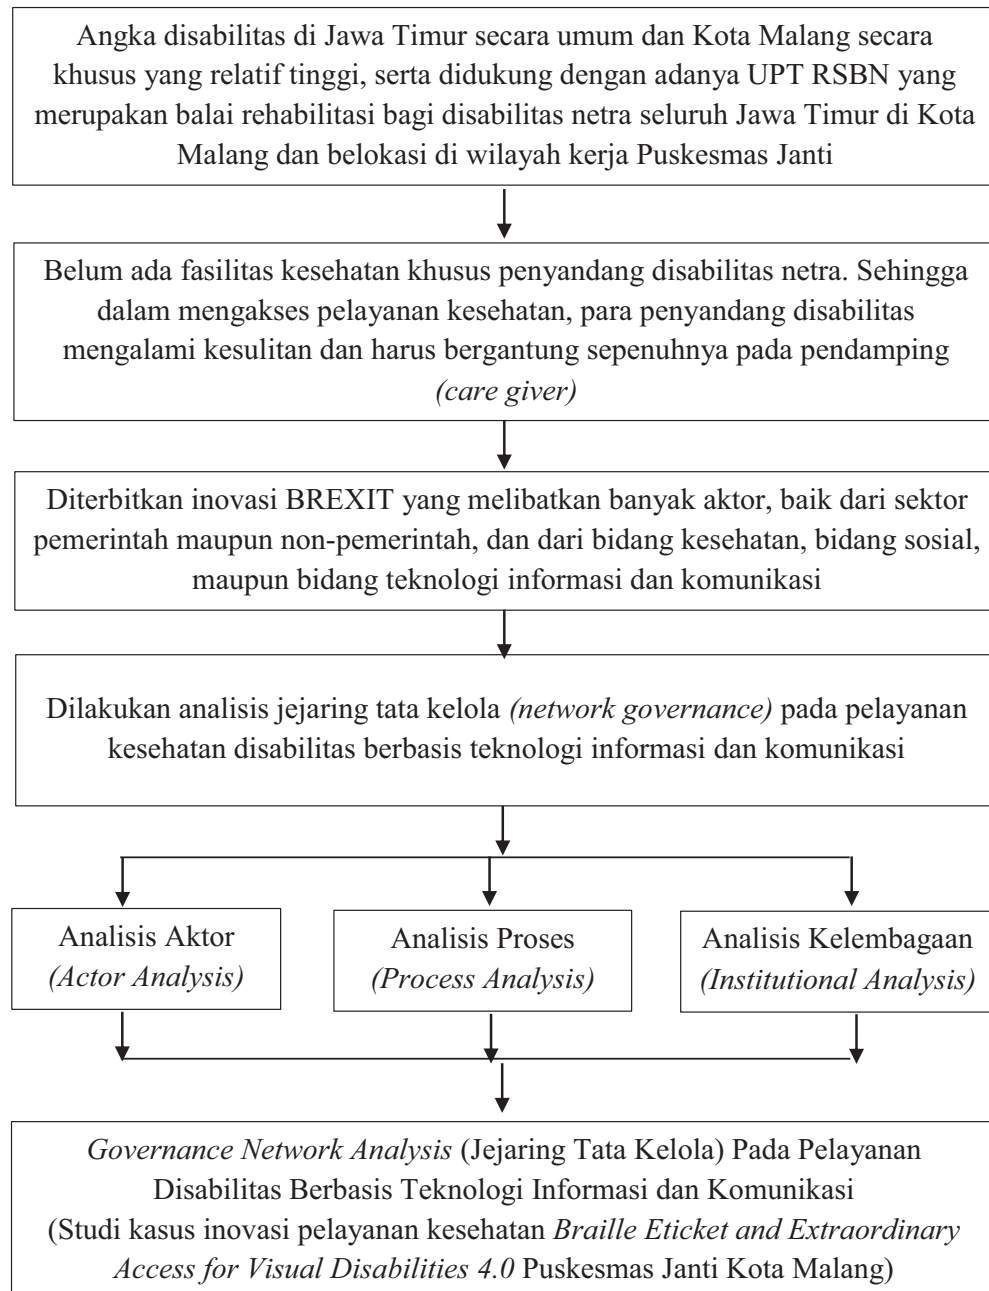 Angka disabilitas di Jawa Timur secara umum dan Kota Malang secara
khusus yang relatif tinggi, serta didukung dengan adanya UPT RSBN yang
merupakan balai rehabilitasi bagi disabilitas netra seluruh Jawa Timur di Kota
Malang dan belokasi di wilayah kerja Puskesmas Janti
Belum ada fasilitas kesehatan khusus penyandang disabilitas netra. Sehingga
dalam mengakses pelayanan kesehatan, para penyandang disabilitas
mengalami kesulitan dan harus bergantung sepenuhnya pada pendamping
(care giver)
Diterbitkan inovasi BREXIT yang melibatkan banyak aktor, baik dari sektor
pemerintah maupun non-pemerintah, dan dari bidang kesehatan, bidang sosial,
maupun bidang teknologi informasi dan komunikasi
Dilakukan analisis jejaring tata kelola (network governance) pada pelayanan
kesehatan disabilitas berbasis teknologi informasi dan komunikasi
Analisis Aktor
(Actor Analysis)
Analisis Proses
(Process Analysis)
Analisis Kelembagaan
(Institutional Analysis)
Governance Network Analysis (Jejaring Tata Kelola) Pada Pelayanan
Disabilitas Berbasis Teknologi Informasi dan Komunikasi
(Studi kasus inovasi pelayanan kesehatan Braille Eticket and Extraordinary
Access for Visual Disabilities 4.0 Puskesmas Janti Kota Malang)